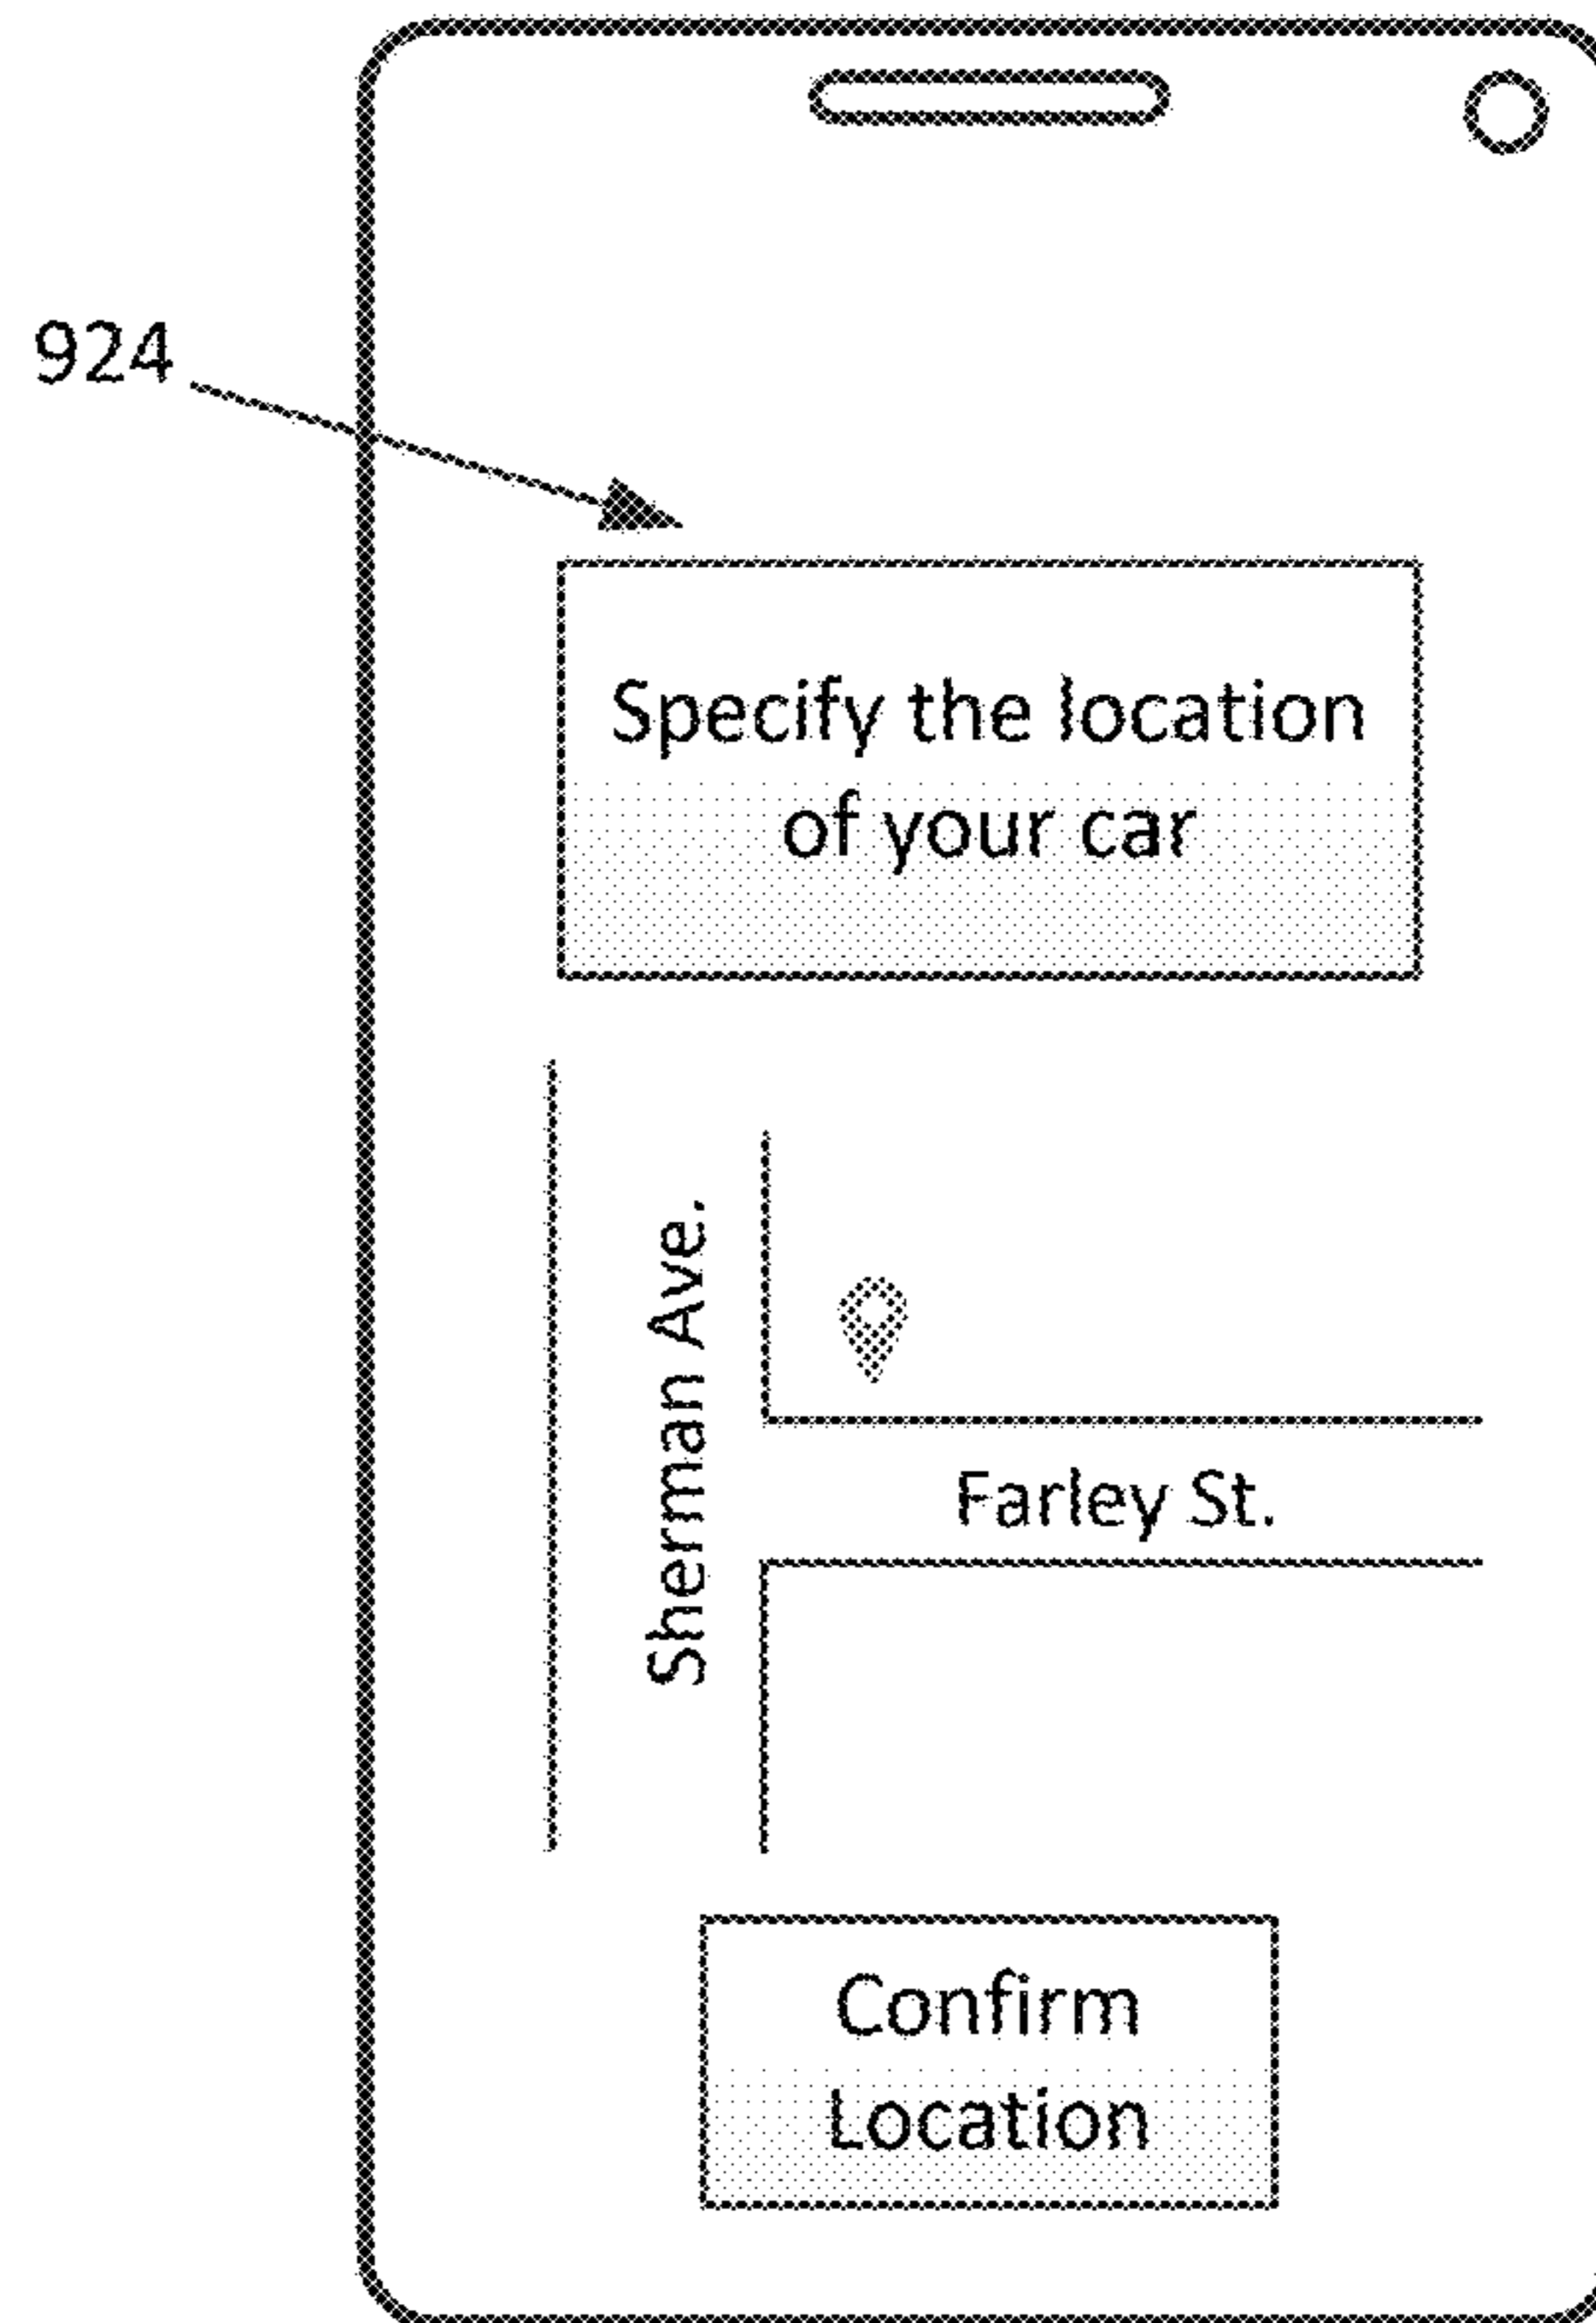 924
Specify the location
of your car
Sherman Ave.
Farley St.
Confirm
Location